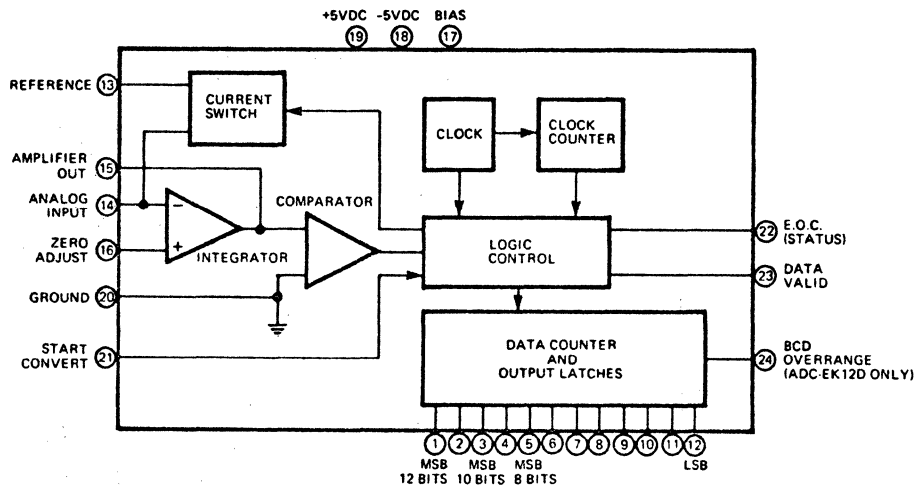 +5VDC -5VDC BIAS
19 18 17
REFERENCE 13
CURRENT
SWITCH
CLOCK
CLOCK
COUNTER
AMPLIFIER
OUT 15
ANALOG
INPUT 14
COMPARATOR
ZERO
ADJUST 16
INTEGRATOR
LOGIC
CONTROL
22 E.O.C.
(STATUS)
23 DATA
VALID
GROUND 20
START
CONVERT 21
DATA COUNTER
AND
OUTPUT LATCHES
24 BCD
OVERRANGE
(ADC-EK12D ONLY)
1 2 3 4 5 6 7 8 9 10 11 12
MSB MSB MSB LSB
12 BITS 10 BITS 8 BITS